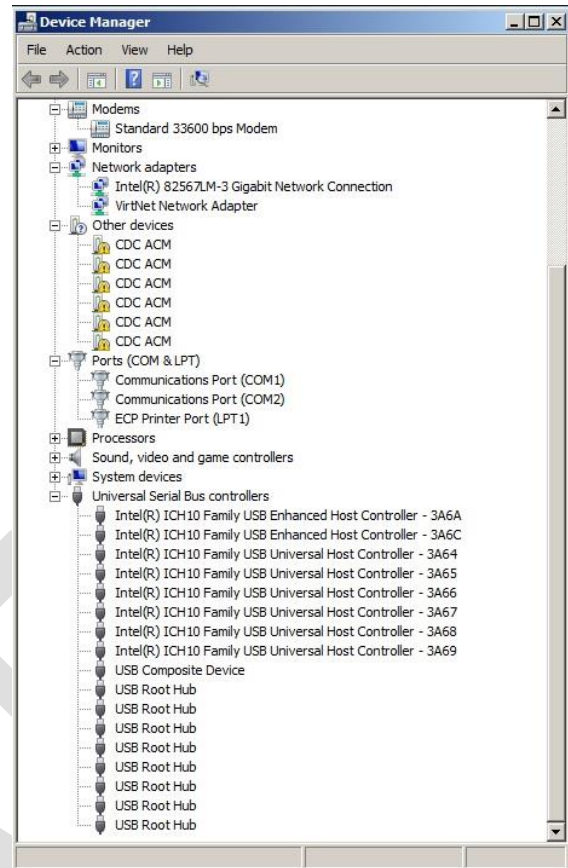 Device Manager
File Action View Help
Modems
Standard 33600 bps Modem
Monitors
Network adapters
Intel(R) 82567LM-3 Gigabit Network Connection
VirtNet Network Adapter
Other devices
CDC ACM
CDC ACM
CDC ACM
CDC ACM
CDC ACM
CDC ACM
Ports (COM & LPT)
Communications Port (COM1)
Communications Port (COM2)
ECP Printer Port (LPT1)
Processors
Sound, video and game controllers
System devices
Universal Serial Bus controllers
Intel(R) ICH10 Family USB Enhanced Host Controller - 3A6A
Intel(R) ICH10 Family USB Enhanced Host Controller - 3A6C
Intel(R) ICH10 Family USB Universal Host Controller - 3A64
Intel(R) ICH10 Family USB Universal Host Controller - 3A65
Intel(R) ICH10 Family USB Universal Host Controller - 3A66
Intel(R) ICH10 Family USB Universal Host Controller - 3A67
Intel(R) ICH10 Family USB Universal Host Controller - 3A68
Intel(R) ICH10 Family USB Universal Host Controller - 3A69
USB Composite Device
USB Root Hub
USB Root Hub
USB Root Hub
USB Root Hub
USB Root Hub
USB Root Hub
USB Root Hub
USB Root Hub